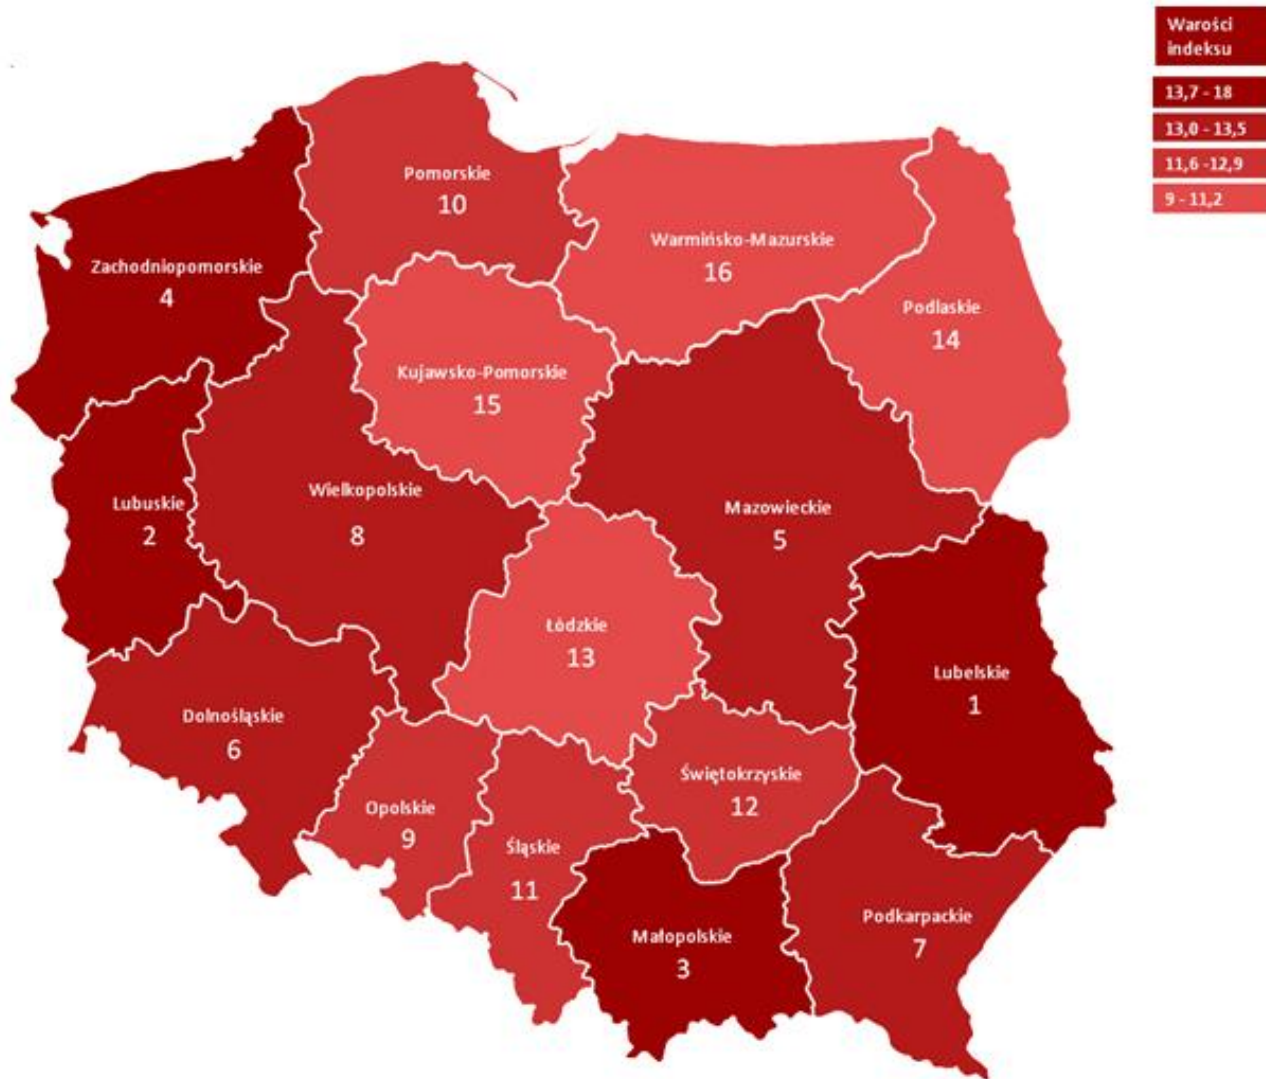 Warości
indeksu
13,7 - 18
13,0 - 13,5
11,6 -12,9
9 - 11,2
Pomorskie
10
Warmińsko-Mazurskie
16
Zachodniopomorskie
4
Podlaskie
14
Kujawsko-Pomorskie
15
Lubuskie
2
Wielkopolskie
8
Mazowieckie
5
Łódzkie
13
Lubelskie
1
Dolnośląskie
6
Świętokrzyskie
12
Opolskie
9
Śląskie
11
Podkarpackie
7
Małopolskie
3